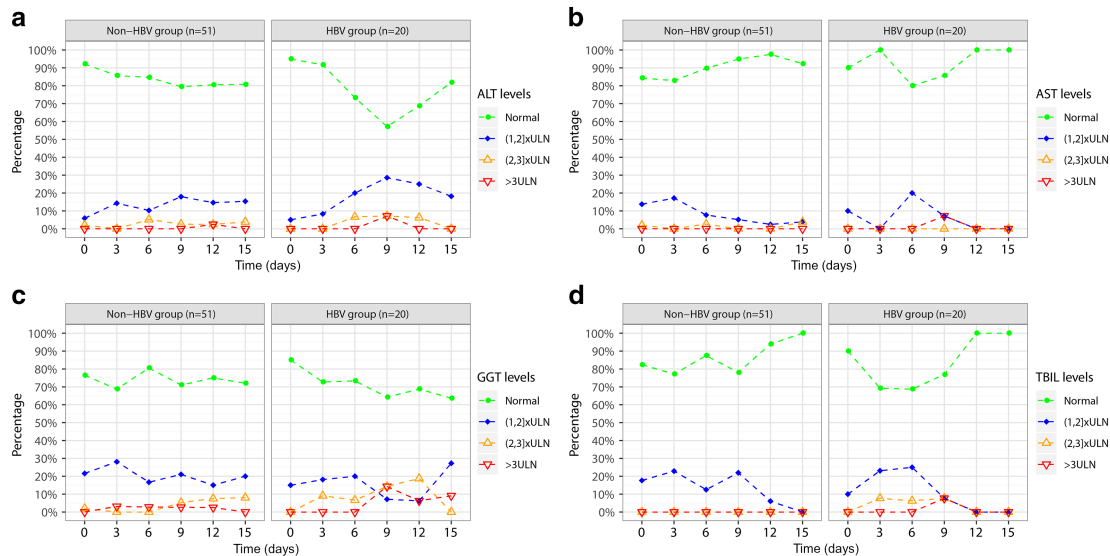 a
Non−HBV group (n=51) HBV group (n=20)
100%
90%
80%
70%
60%
50%
40%
30%
20%
10%
0%
Percentage
0 3 6 9 12 15 0 3 6 9 12 15
Time (days)
ALT levels
Normal
(1,2]xULN
(2,3]xULN
>3ULN
b
Non−HBV group (n=51) HBV group (n=20)
100%
90%
80%
70%
60%
50%
40%
30%
20%
10%
0%
Percentage
0 3 6 9 12 15 0 3 6 9 12 15
Time (days)
AST levels
Normal
(1,2]xULN
(2,3]xULN
>3ULN
c
Non−HBV group (n=51) HBV group (n=20)
100%
90%
80%
70%
60%
50%
40%
30%
20%
10%
0%
Percentage
0 3 6 9 12 15 0 3 6 9 12 15
Time (days)
GGT levels
Normal
(1,2]xULN
(2,3]xULN
>3ULN
d
Non−HBV group (n=51) HBV group (n=20)
100%
90%
80%
70%
60%
50%
40%
30%
20%
10%
0%
Percentage
0 3 6 9 12 15 0 3 6 9 12 15
Time (days)
TBIL levels
Normal
(1,2]xULN
(2,3]xULN
>3ULN